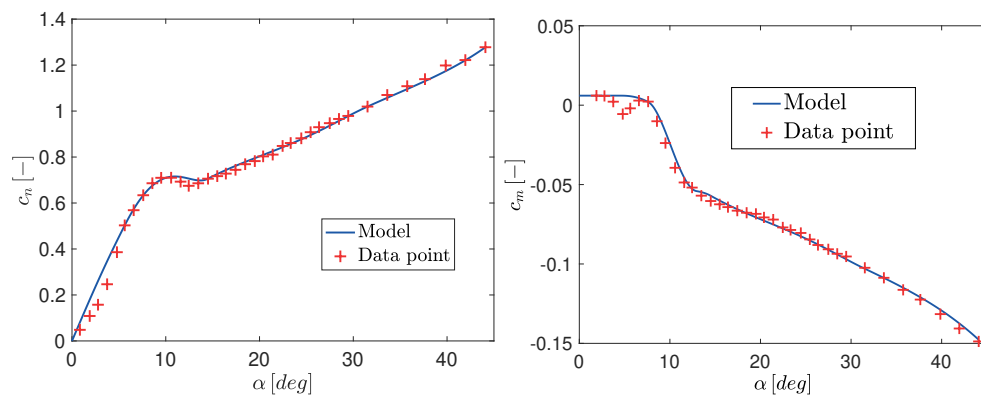 1.4
1.2
1
0.8
0.6
0.4
0.2
0
0 10 20 30 40
c_n [−]
α [deg]
Model
Data point
0.05
0
-0.05
-0.1
-0.15
0 10 20 30 40
c_m [−]
α [deg]
Model
Data point